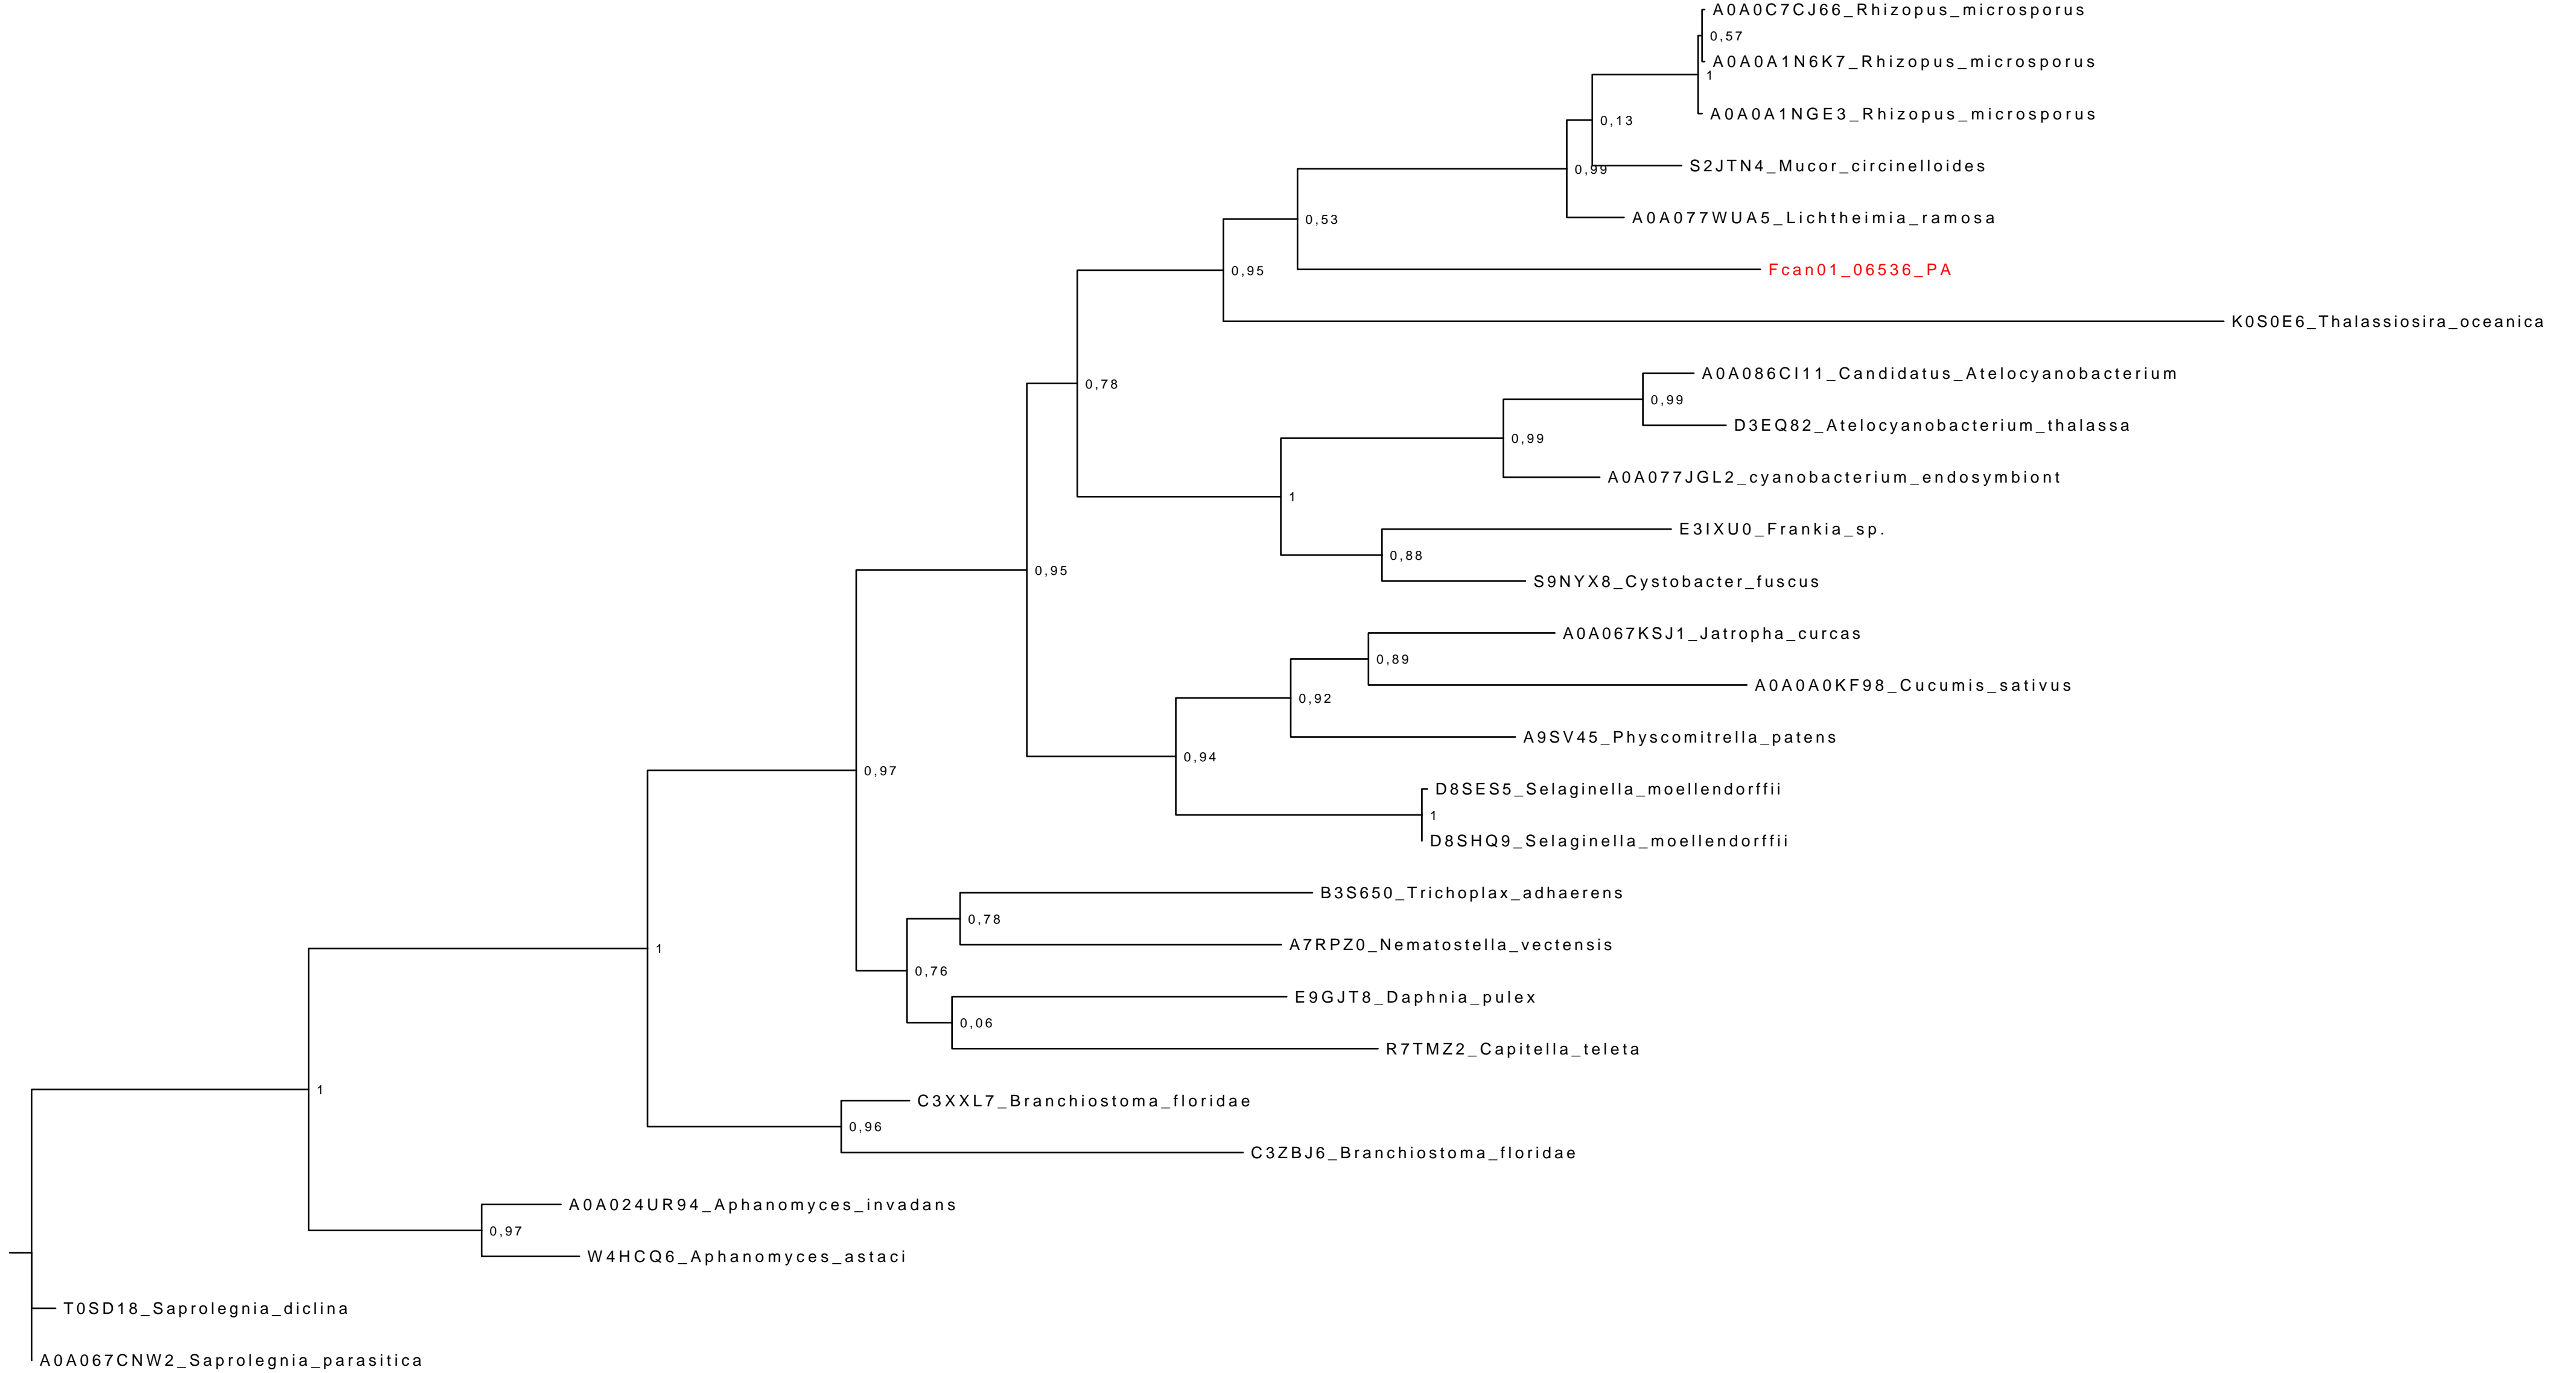 A0A0C7CJ66_Rhizopus_microsporus
0,57
A0A0A1N6K7_Rhizopus_microsporus
1
A0A0A1NGE3_Rhizopus_microsporus
0,13
S2JTN4_Mucor_circinelloides
0,99
A0A077WUA5_Lichtheimia_ramosa
0,53
Fcan01_06536_PA
0,95
K0S0E6_Thalassiosira_oceanica
A0A086CI11_Candidatus_Atelocyanobacterium
0,78
0,99
D3EQ82_Atelocyanobacterium_thalassa
0,99
A0A077JGL2_cyanobacterium_endosymbiont
1
E3IXU0_Frankia_sp.
0,88
0,95
S9NYX8_Cystobacter_fuscus
A0A067KSJ1_Jatropha_curcas
0,89
A0A0A0KF98_Cucumis_sativus
0,92
A9SV45_Physcomitrella_patens
0,94
0,97
D8SES5_Selaginella_moellendorffii
1
D8SHQ9_Selaginella_moellendorffii
B3S650_Trichoplax_adhaerens
0,78
A7RPZ0_Nematostella_vectensis
1
0,76
E9GJT8_Daphnia_pulex
0,06
R7TMZ2_Capitella_teleta
1
C3XXL7_Branchiostoma_floridae
0,96
C3ZBJ6_Branchiostoma_floridae
A0A024UR94_Aphanomyces_invadans
0,97
W4HCQ6_Aphanomyces_astaci
T0SD18_Saprolegnia_diclina
A0A067CNW2_Saprolegnia_parasitica